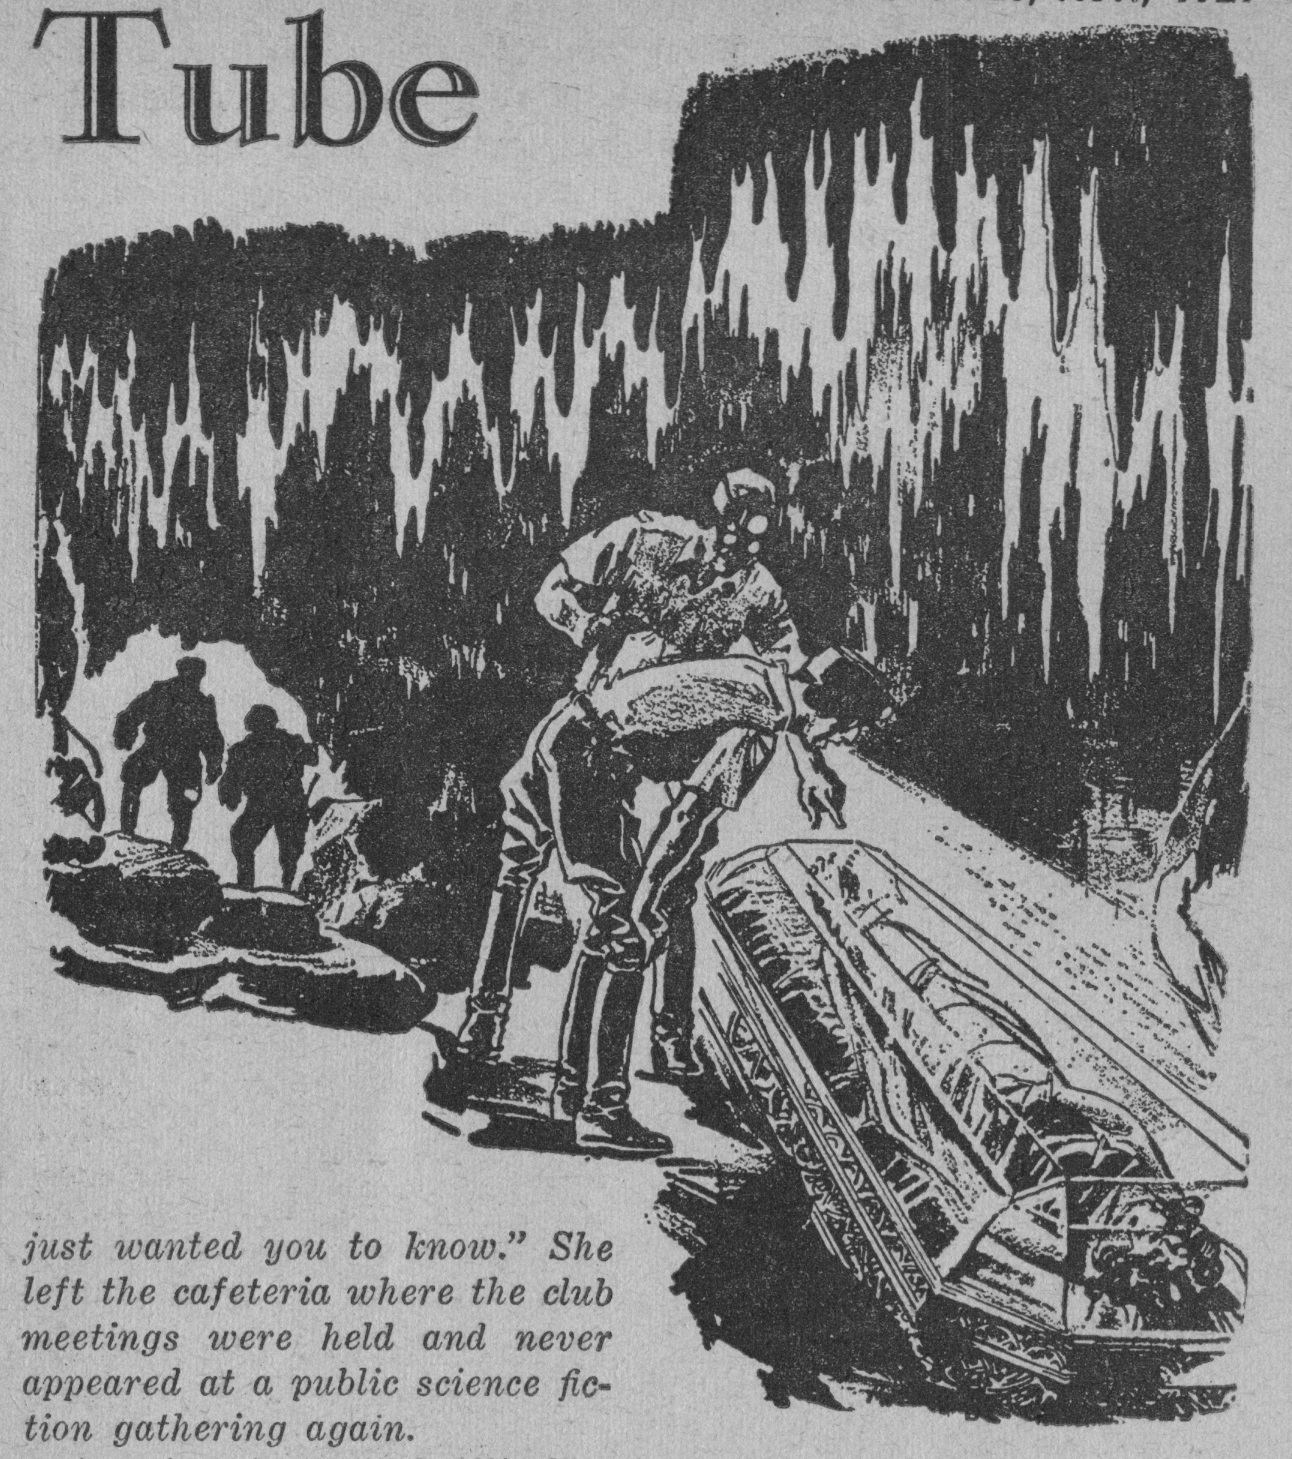 Tube
just wanted you to know.” She
left the cafeteria where the club
meetings were held and never
appeared at a public science fic-
tion gathering again.